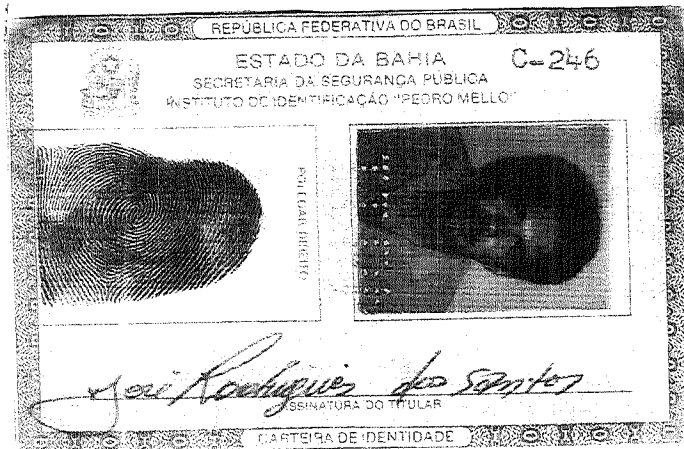 REPÚBLICA FEDERATIVA DO BRASIL
ESTADO DA BAHIA
C-246
SECRETARIA DA SEGURANÇA PÚBLICA
INSTITUTO DE IDENTIFICAÇÃO "PEDRO MELLO"
POLEGAR DIREITO
José Rodrigues dos Santos
ASSINATURA DO TITULAR
CARTEIRA DE IDENTIDADE